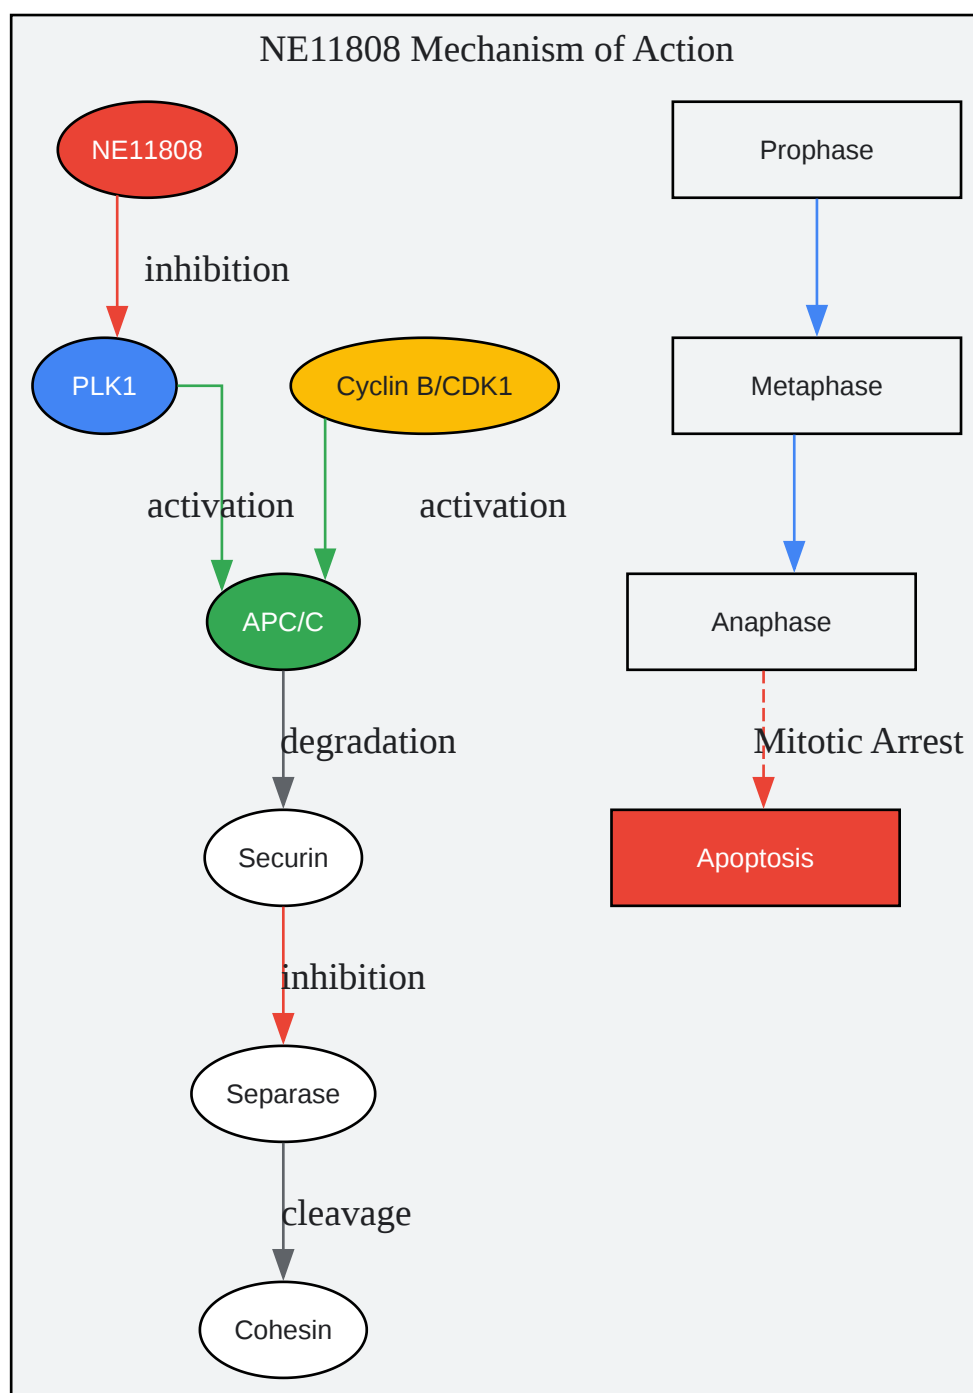 NE11808 Mechanism of Action
NE11808
Prophase
inhibition
PLK1
Cyclin B/CDK1
Metaphase
activation
activation
APC/C
Anaphase
degradation
Mitotic Arrest
Securin
Apoptosis
inhibition
Separase
cleavage
Cohesin